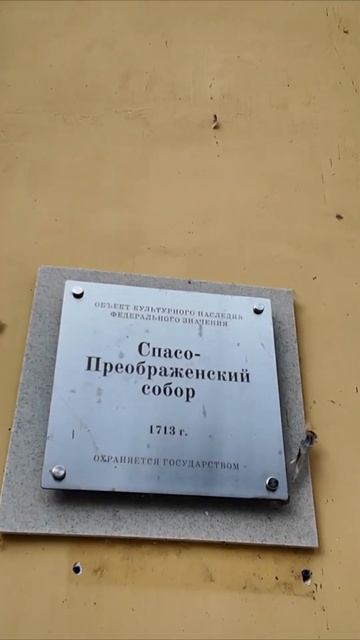 ОБЪЕКТ КУЛЬТУРНОГО НАСЛЕДИЯ
ФЕДЕРАЛЬНОГО ЗНАЧЕНИЯ
Спасо-
Преображенский
собор
1713 г.
ОХРАНЯЕТСЯ ГОСУДАРСТВОМ